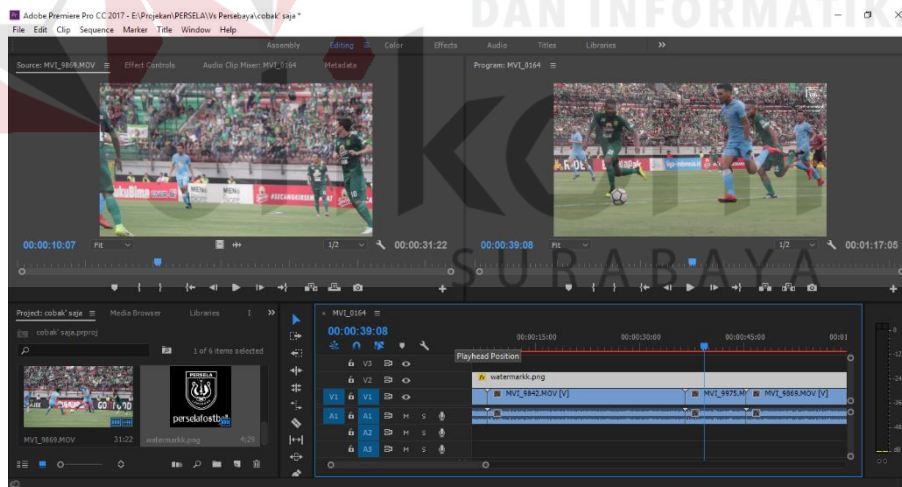 DAN INFORMATIK
Adobe Premiere Pro CC 2017 - E:\Projekan\PERSELA\Vs Persebaya\cobak' saja *
File Edit Clip Sequence Marker Title Window Help
Assembly Editing Color Effects Audio Titles Libraries
Source: MVI_9869.MOV Effect Controls Audio Clip Mixer: MVI_0164 Metadata
Program: MVI_0164
kukuBima
00:00:10:07 Fit 1/2 00:00:31:22
00:00:39:08 Fit 1/2 00:01:17:05
SURABAYA
Project: cobak' saja Media Browser Libraries
cobak' saja.prproj
1 of 6 items selected
MVI_9869.MOV 31:22
PERSELA
perselafootball
watermarkk.png 4;29
MVI_0164
00:00:39:08
00:00:15:00 00:00:30:00 00:00:45:00 00:01
Playhead Position
V3
V2 watermarkk.png
V1 V1 MVI_9842.MOV [V] MVI_9975.M MVI_9869.MOV [V]
A1 A1 M S
A2 M S
A3 M S